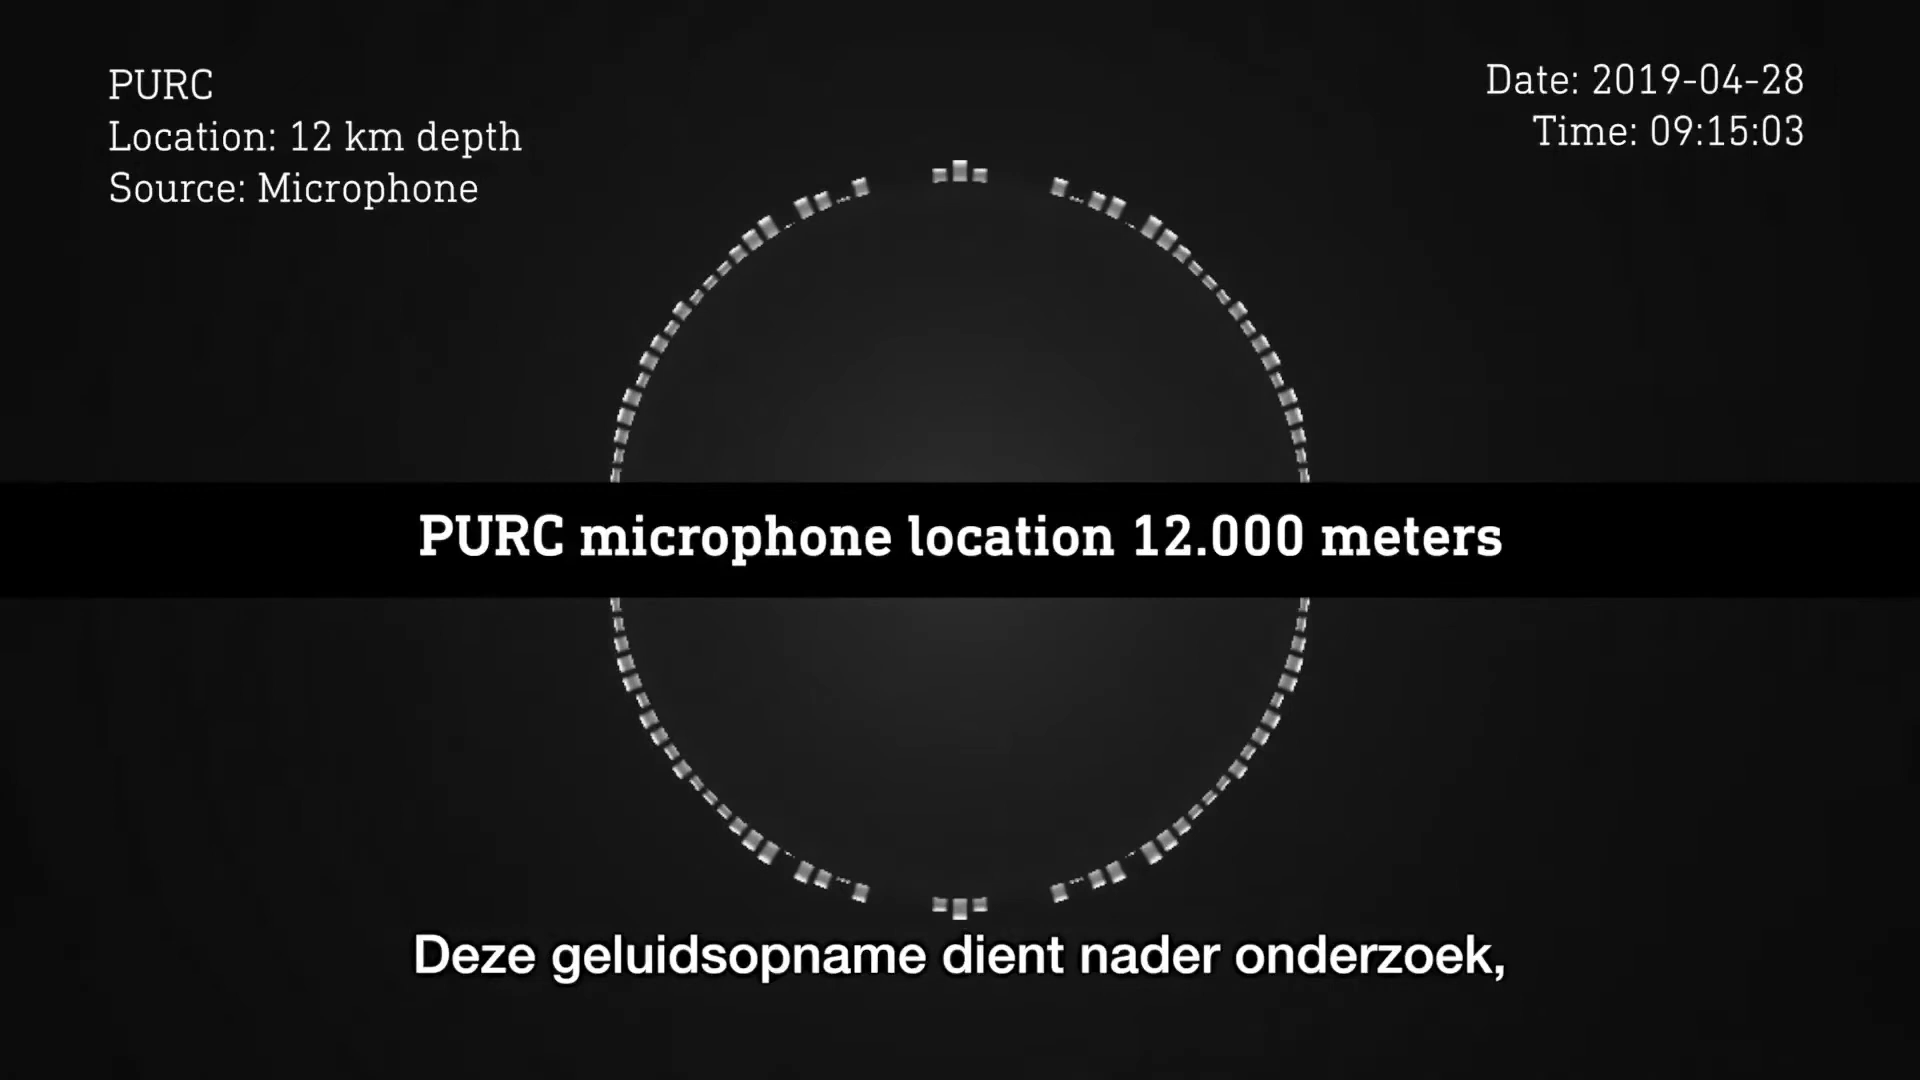 PURC
Location: 12 km depth
Source: Microphone
Date: 2019-04-28
Time: 09:15:03
PURC microphone location 12.000 meters
Deze geluidsopname dient nader onderzoek,